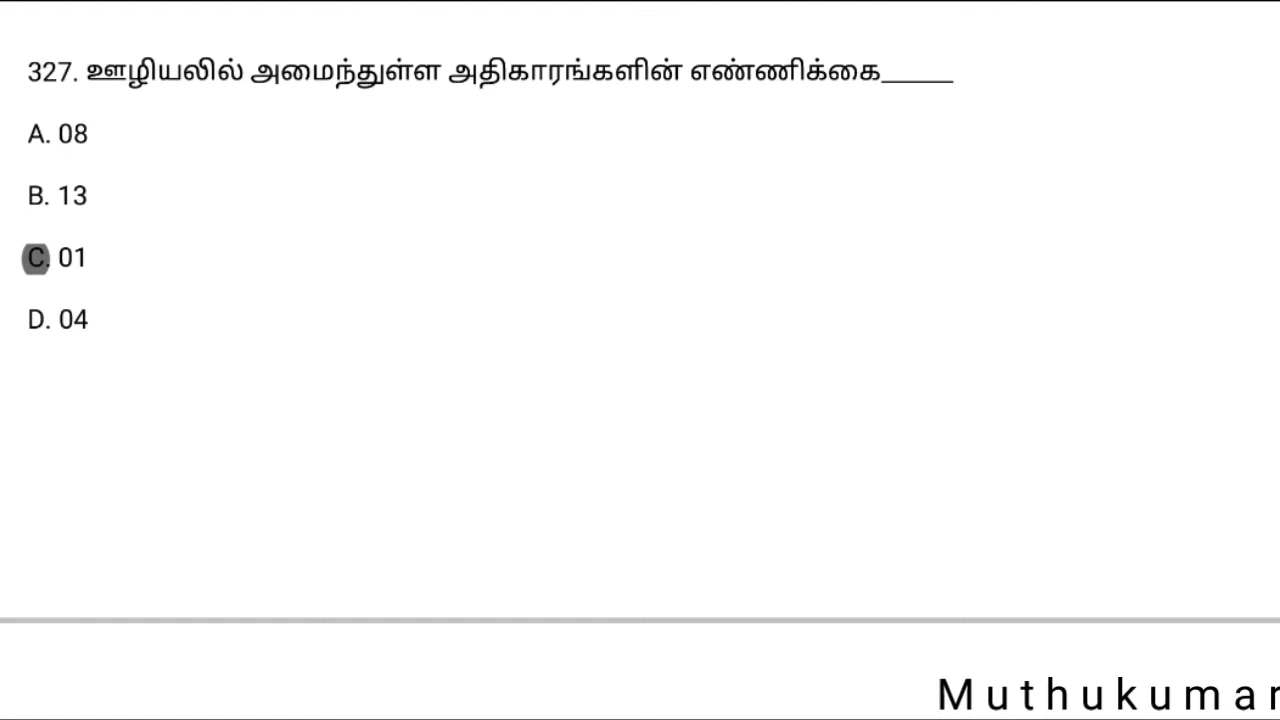 327. ஊழியலில் அமைந்துள்ள அதிகாரங்களின் எண்ணிக்கை_____
A. 08
B. 13
C. 01
D. 04
Muthukumar